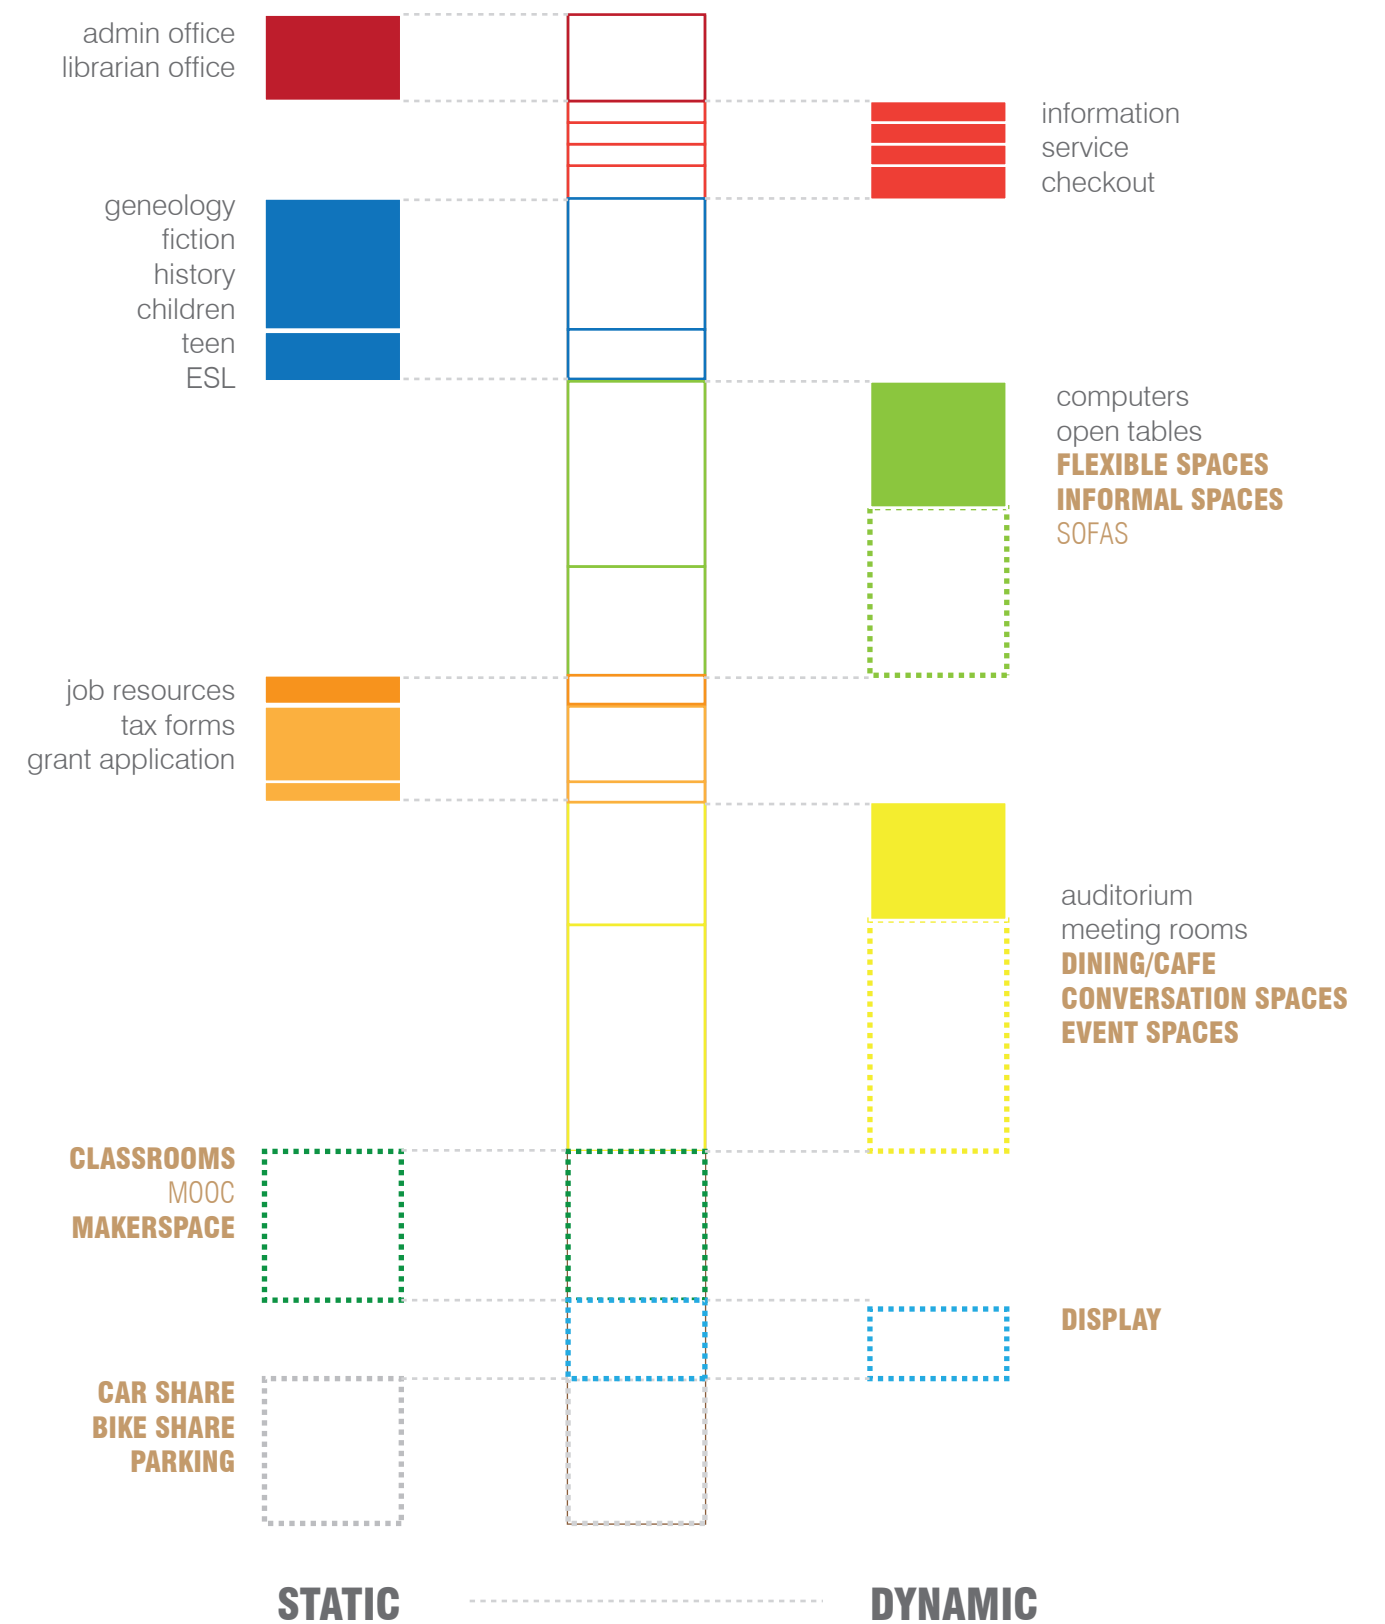 admin office
librarian office
information
service
checkout
geneology
fiction
history
children
teen
ESL
computers
open tables
FLEXIBLE SPACES
INFORMAL SPACES
SOFAS
job resources
tax forms
grant application
auditorium
meeting rooms
DINING/CAFE
CONVERSATION SPACES
EVENT SPACES
CLASSROOMS
MOOC
MAKERSPACE
DISPLAY
CAR SHARE
BIKE SHARE
PARKING
STATIC
DYNAMIC